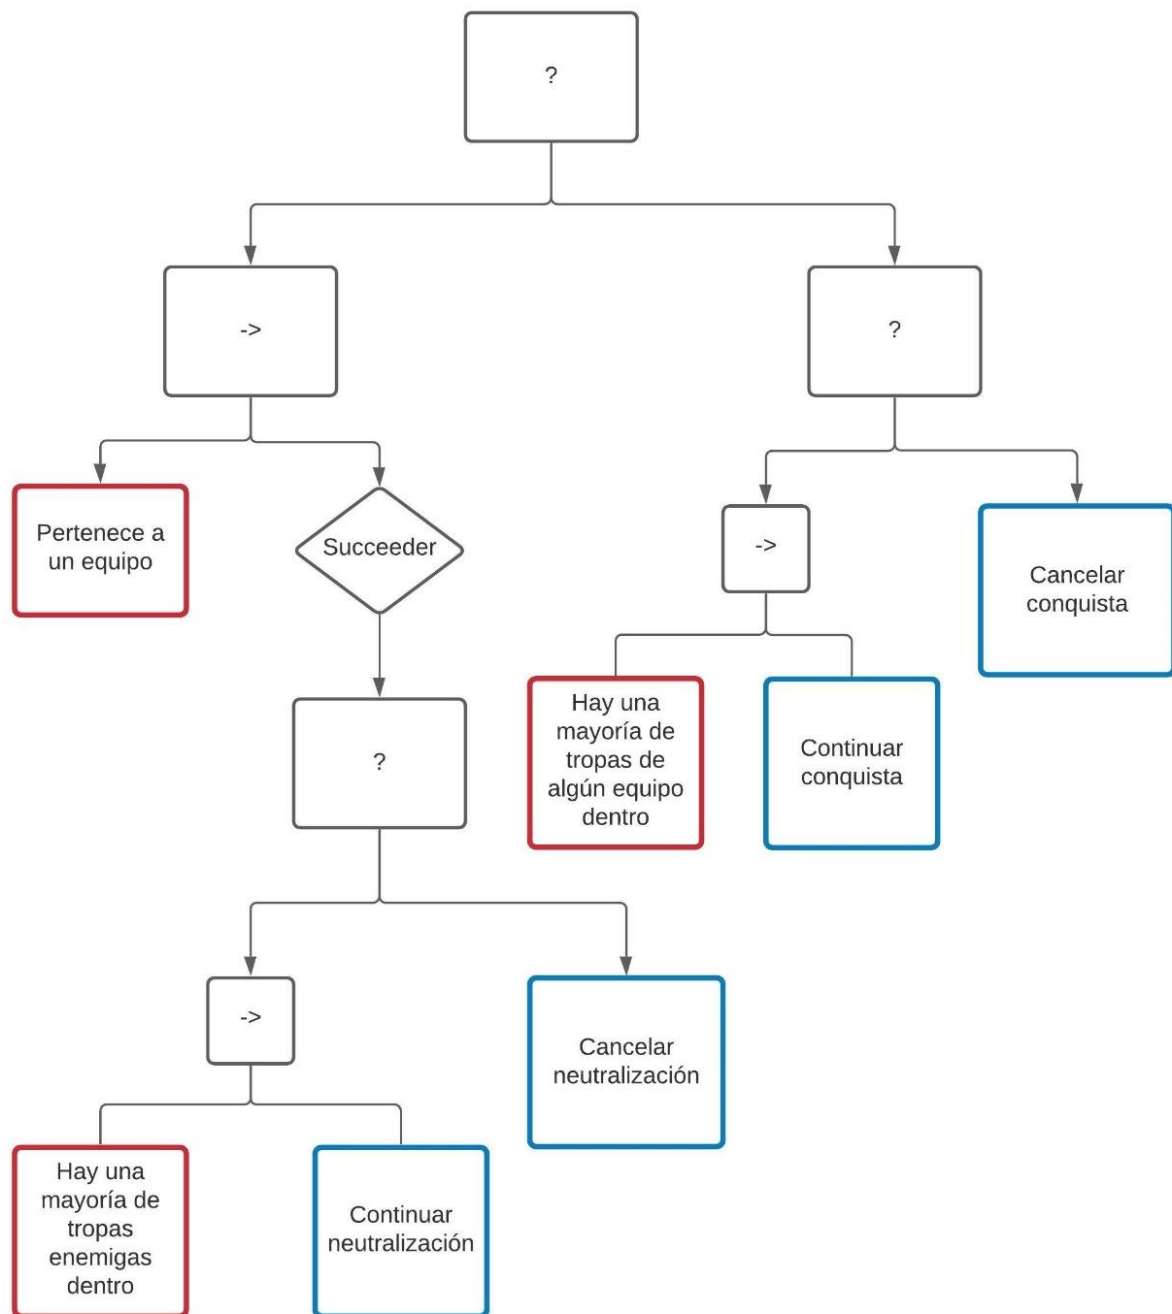 ?
->
?
Pertenece a
un equipo
Succeeder
->
Cancelar
conquista
?
Hay una
mayoría de
tropas de
algún equipo
dentro
Continuar
conquista
->
Cancelar
neutralización
Hay una
mayoría de
tropas
enemigas
dentro
Continuar
neutralización